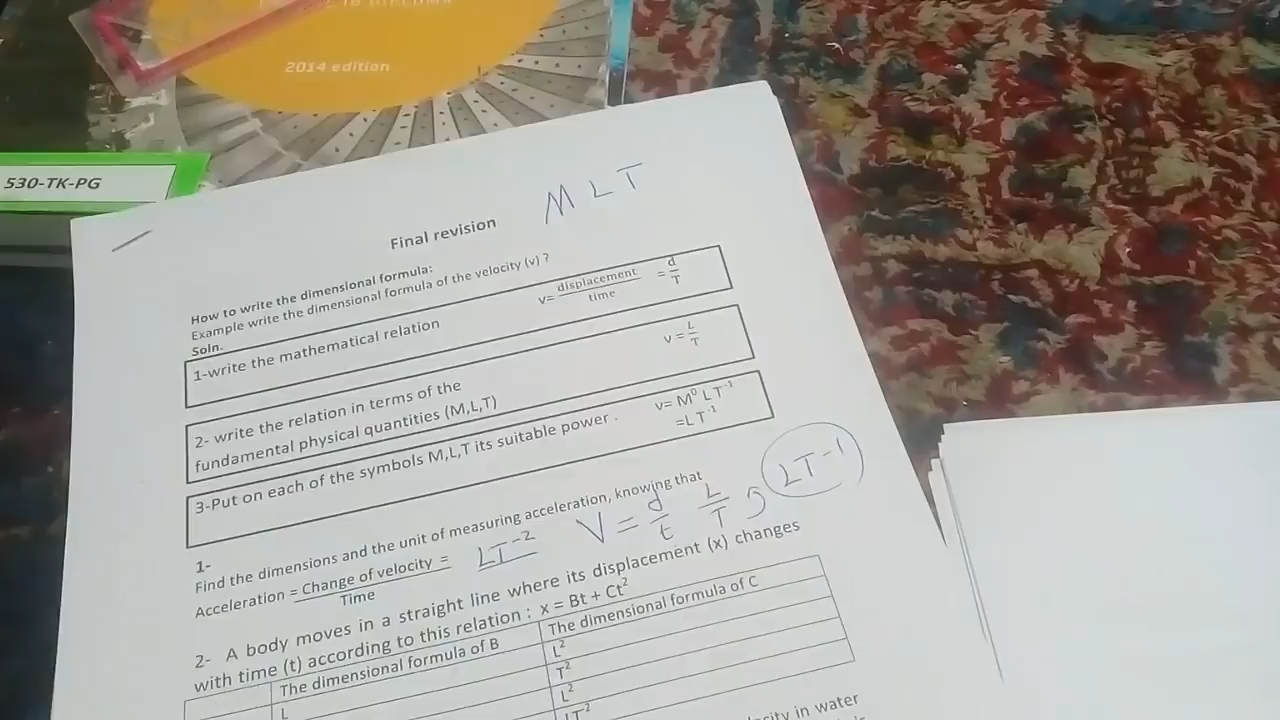 2014 edition
530-TK-PG
M L T
Final revision
How to write the dimensional formula:
Example write the dimensional formula of the velocity (v) ?
Soln.
1-write the mathematical relation v= displacement / time = d / T
2- write the relation in terms of the
fundamental physical quantities (M,L,T) v = L / T
3-Put on each of the symbols M,L,T its suitable power . v= M⁰ L T⁻¹
=L T⁻¹
1-
Find the dimensions and the unit of measuring acceleration, knowing that
Acceleration = Change of velocity / Time = LT⁻²
V = d / t L / T LT⁻¹
2- A body moves in a straight line where its displacement (x) changes
with time (t) according to this relation : x = Bt + Ct²
The dimensional formula of B The dimensional formula of C
L L²
T²
L²
LT²
in water